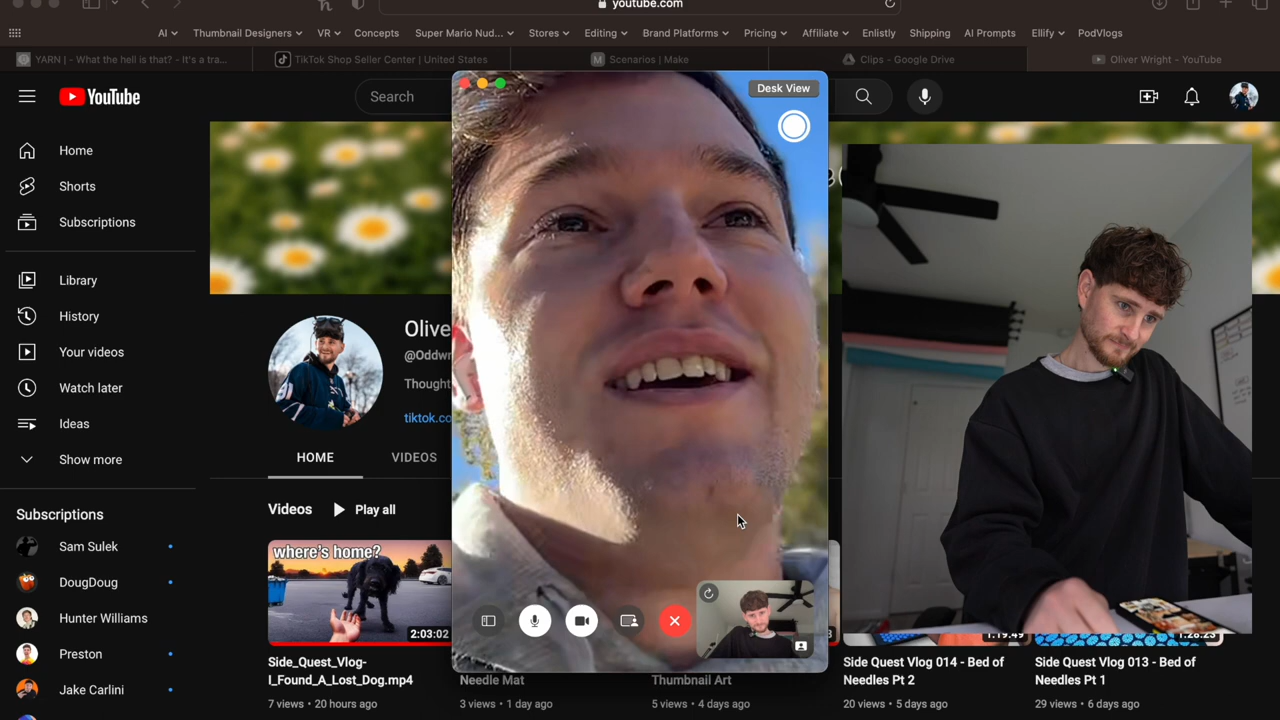 youtube.com
AI
Thumbnail Designers
VR
Concepts
Super Mario Nud...
Stores
Editing
Brand Platforms
Pricing
Affiliate
Enlistly
Shipping
AI Prompts
Ellify
PodVlogs
YARN | - What the hell is that? - It's a tra...
TikTok Shop Seller Center | United States
M Scenarios | Make
Clips - Google Drive
Oliver Wright - YouTube
YouTube
Search
Desk View
Home
Shorts
Subscriptions
Library
History
Your videos
Watch later
Ideas
Show more
Subscriptions
Sam Sulek
DougDoug
Hunter Williams
Preston
Jake Carlini
Olive
@Oddwr
Thought
tiktok.co
HOME
VIDEOS
Videos
Play all
where's home?
2:03:02
Side_Quest_Vlog-
I_Found_A_Lost_Dog.mp4
7 views • 20 hours ago
Needle Mat
3 views • 1 day ago
Thumbnail Art
5 views • 4 days ago
1:19:49
Side Quest Vlog 014 - Bed of
Needles Pt 2
20 views • 5 days ago
1:28:23
Side Quest Vlog 013 - Bed of
Needles Pt 1
29 views • 6 days ago